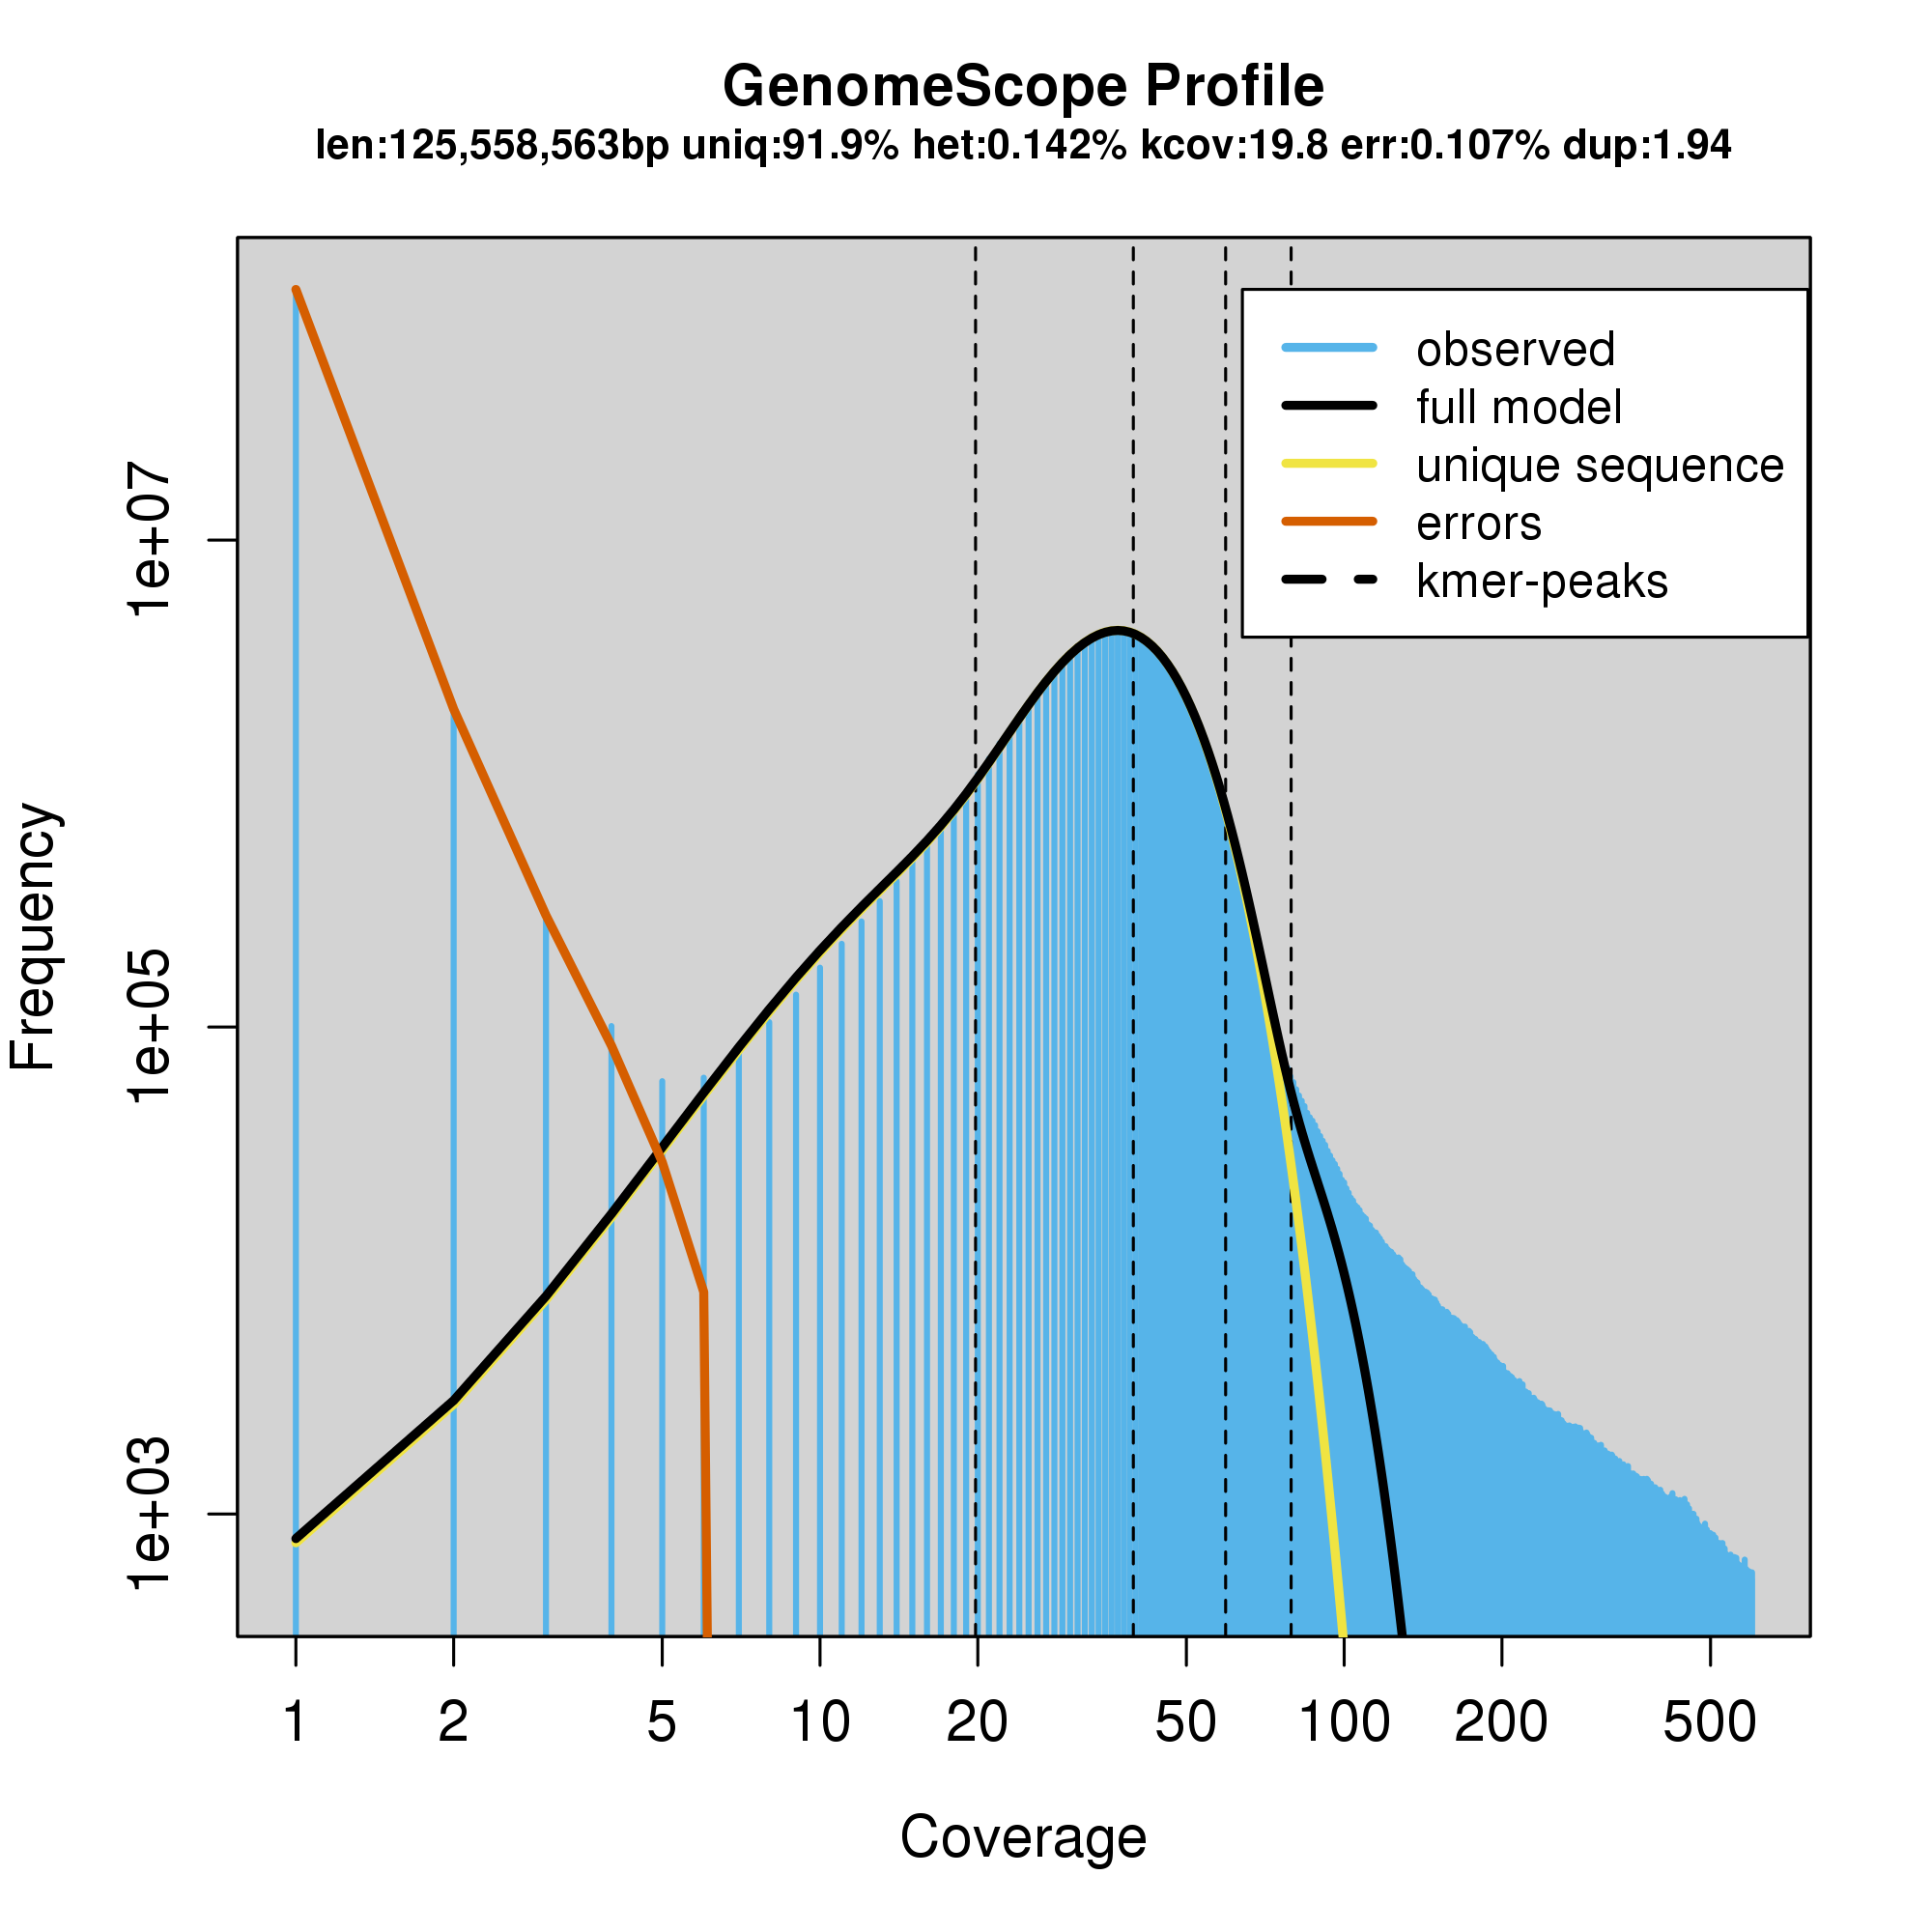 GenomeScope Profile
len:125,558,563bp uniq:91.9% het:0.142% kcov:19.8 err:0.107% dup:1.94
observed
full model
unique sequence
errors
kmer-peaks
Frequency
1e+07
1e+05
1e+03
1 2 5 10 20 50 100 200 500
Coverage